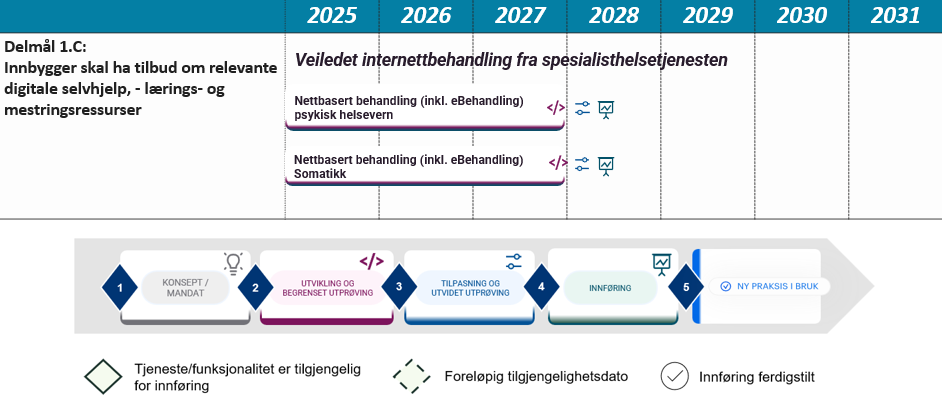 2025 2026 2027 2028 2029 2030 2031
Delmål 1.C:
Innbygger skal ha tilbud om relevante
digitale selvhjelp, - lærings- og
mestringsressurser
Veiledet internettbehandling fra spesialisthelsetjenesten
Nettbasert behandling (inkl. eBehandling)
psykisk helsevern
Nettbasert behandling (inkl. eBehandling)
Somatikk
1
KONSEPT /
MANDAT
2
UTVIKLING OG
BEGRENSET UTPRØVING
3
TILPASNING OG
UTVIDET UTPRØVING
4
INNFØRING
5
NY PRAKSIS I BRUK
Tjeneste/funksjonalitet er tilgjengelig
for innføring
Foreløpig tilgjengelighetsdato
Innføring ferdigstilt